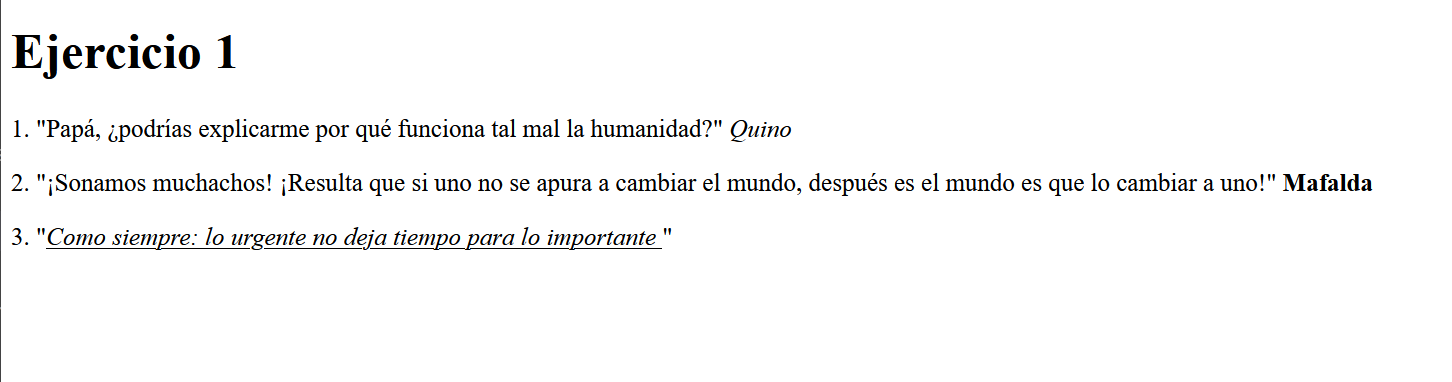 Ejercicio 1
1. "Papá, ¿podrías explicarme por qué funciona tal mal la humanidad?" Quino
2. "¡Sonamos muchachos! ¡Resulta que si uno no se apura a cambiar el mundo, después es el mundo es que lo cambiar a uno!" Mafalda
3. "Como siempre: lo urgente no deja tiempo para lo importante "